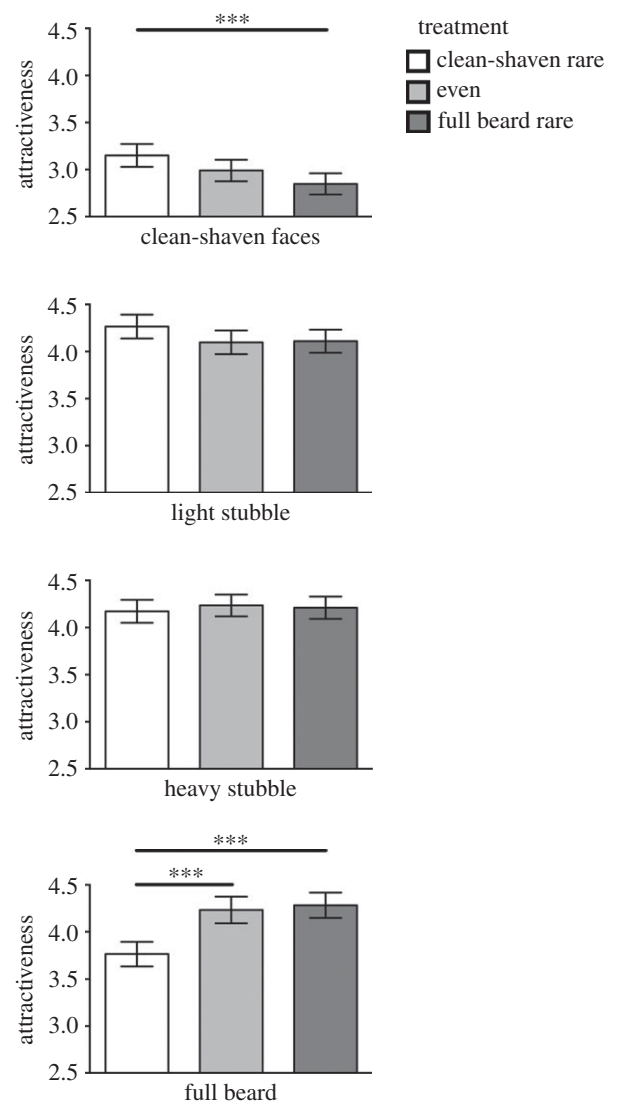 ***
4.5
4.0
3.5
3.0
2.5
attractiveness
clean-shaven faces
treatment
clean-shaven rare
even
full beard rare
4.5
4.0
3.5
3.0
2.5
attractiveness
light stubble
4.5
4.0
3.5
3.0
2.5
attractiveness
heavy stubble
***
***
4.5
4.0
3.5
3.0
2.5
attractiveness
full beard